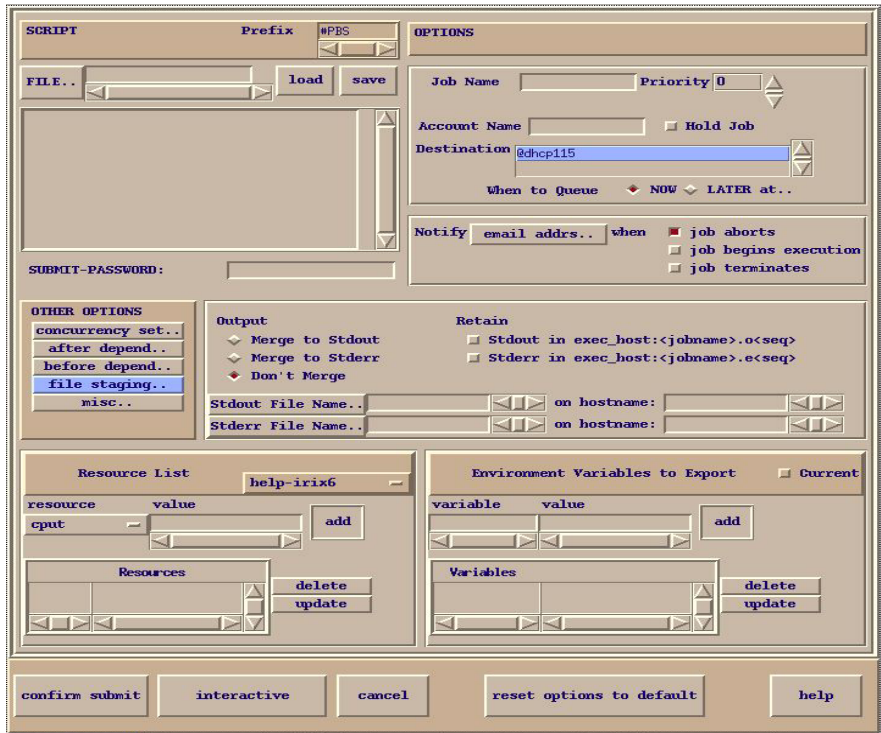 SCRIPT Prefix #PBS
FILE.. load save
SUBMIT-PASSWORD:
OPTIONS
Job Name Priority 0
Account Name Hold Job
Destination @dhcp115
When to Queue NOW LATER at..
Notify email addrs.. when job aborts
job begins execution
job terminates
OTHER OPTIONS
concurrency set..
after depend..
before depend..
file staging..
misc..
Output Retain
Merge to Stdout Stdout in exec_host:<jobname>.o<seq>
Merge to Stderr Stderr in exec_host:<jobname>.e<seq>
Don't Merge
Stdout File Name.. on hostname:
Stderr File Name.. on hostname:
Resource List help-irix6
resource value
cput add
Resources
delete
update
Environment Variables to Export Current
variable value
add
Variables
delete
update
confirm submit interactive cancel reset options to default help